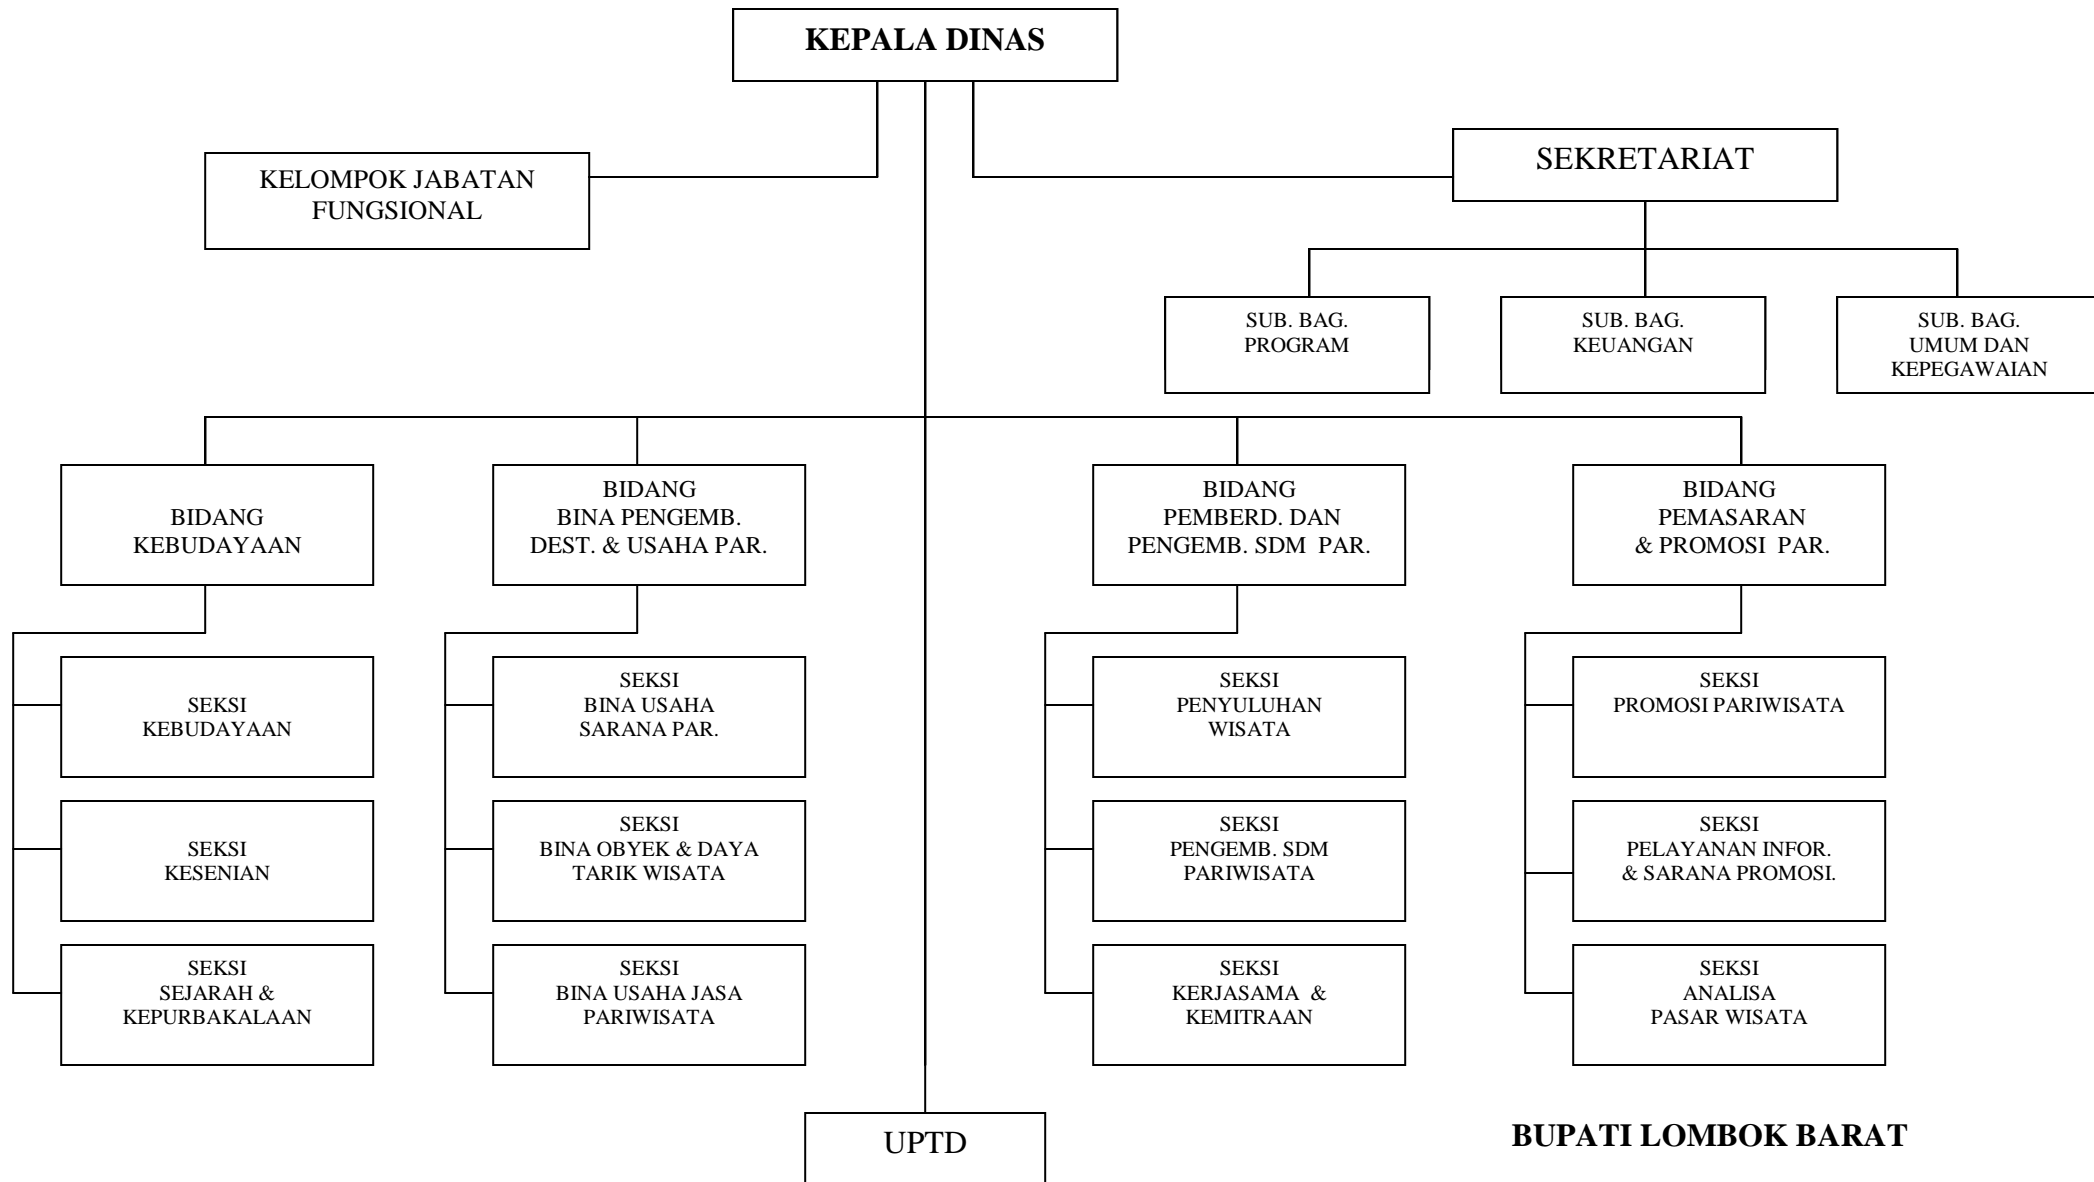 KEPALA DINAS
KELOMPOK JABATAN
FUNGSIONAL
SEKRETARIAT
SUB. BAG.
PROGRAM
SUB. BAG.
KEUANGAN
SUB. BAG.
UMUM DAN
KEPEGAWAIAN
BIDANG
KEBUDAYAAN
BIDANG
BINA PENGEMB.
DEST. & USAHA PAR.
BIDANG
PEMBERD. DAN
PENGEMB. SDM PAR.
BIDANG
PEMASARAN
& PROMOSI PAR.
SEKSI
KEBUDAYAAN
SEKSI
BINA USAHA
SARANA PAR.
SEKSI
PENYULUHAN
WISATA
SEKSI
PROMOSI PARIWISATA
SEKSI
KESENIAN
SEKSI
BINA OBYEK & DAYA
TARIK WISATA
SEKSI
PENGEMB. SDM
PARIWISATA
SEKSI
PELAYANAN INFOR.
& SARANA PROMOSI.
SEKSI
SEJARAH &
KEPURBAKALAAN
SEKSI
BINA USAHA JASA
PARIWISATA
SEKSI
KERJASAMA &
KEMITRAAN
SEKSI
ANALISA
PASAR WISATA
UPTD
BUPATI LOMBOK BARAT